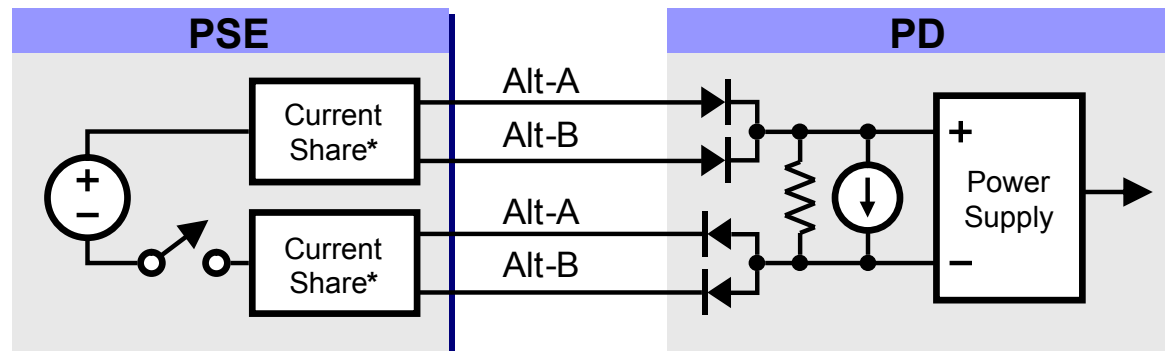 PSE
PD
Current
Share*
Alt-A
Alt-B
+
−
Current
Share*
Alt-A
Alt-B
+
−
Power
Supply